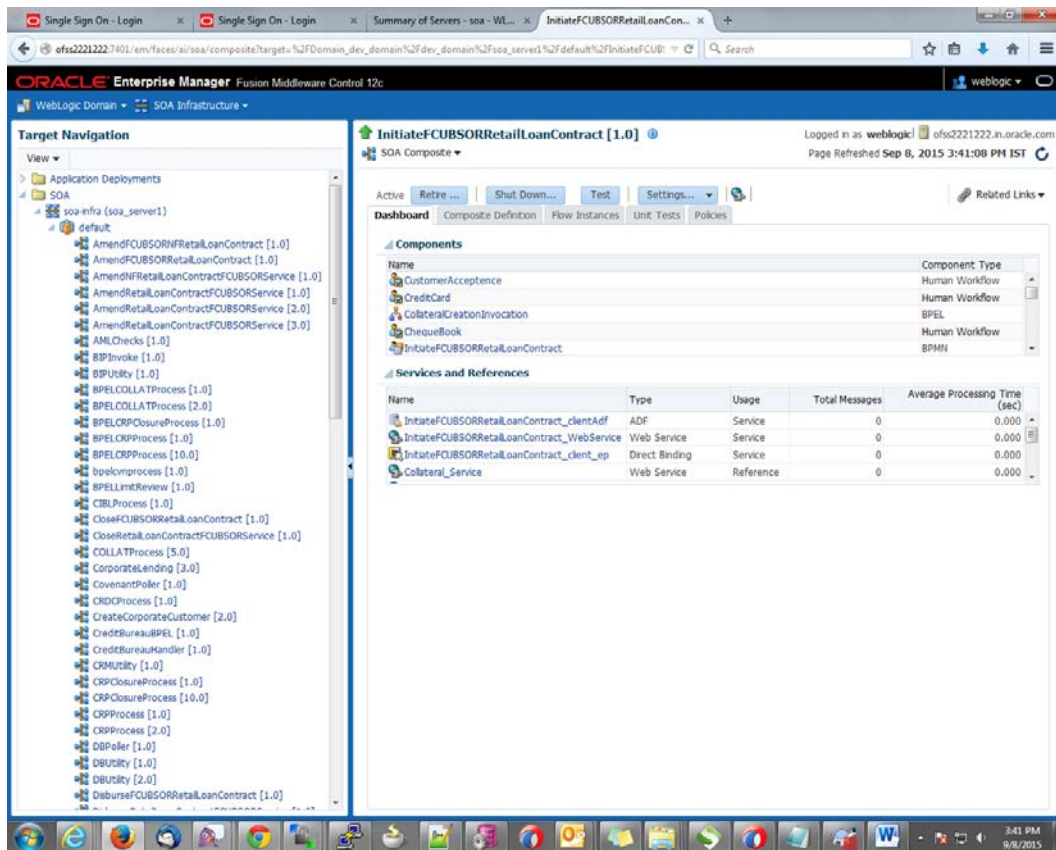 Single Sign On - Login
Single Sign On - Login
Summary of Servers - soa - WL...
InitiateFCUBSORRetailLoanCon...
ofss2221222:7401/em/faces/ai/soa/composite?target=%2FDomain_dev_domain%2Fdev_domain%2Fsoa_server1%2Fdefault%2FInitiateFCUB:
Search
ORACLE Enterprise Manager Fusion Middleware Control 12c
weblogic
WebLogic Domain SOA Infrastructure
Target Navigation
View
Application Deployments
SOA
soa-infra (soa_server1)
default
AmendFCUBSORNFRetailLoanContract [1.0]
AmendFCUBSORRetailLoanContract [1.0]
AmendNFRetailLoanContractFCUBSORService [1.0]
AmendRetailLoanContractFCUBSORService [1.0]
AmendRetailLoanContractFCUBSORService [2.0]
AmendRetailLoanContractFCUBSORService [3.0]
AMLChecks [1.0]
BIPInvoke [1.0]
BIPUtility [1.0]
BPELCOLLATProcess [1.0]
BPELCOLLATProcess [2.0]
BPELCRPClosureProcess [1.0]
BPELCRPProcess [1.0]
BPELCRPProcess [10.0]
bpelcvnprocess [1.0]
BPELLimitReview [1.0]
CIBLProcess [1.0]
CloseFCUBSORRetailLoanContract [1.0]
CloseRetailLoanContractFCUBSORService [1.0]
COLLATProcess [5.0]
CorporateLending [3.0]
CovenantPoller [1.0]
CRDCProcess [1.0]
CreateCorporateCustomer [2.0]
CreditBureauBPEL [1.0]
CreditBureauHandler [1.0]
CRMUtility [1.0]
CRPClosureProcess [1.0]
CRPClosureProcess [10.0]
CRPProcess [1.0]
CRPProcess [2.0]
DBPoller [1.0]
DBUtility [1.0]
DBUtility [2.0]
DisburseFCUBSORRetailLoanContract [1.0]
InitiateFCUBSORRetailLoanContract [1.0]
SOA Composite
Logged in as weblogic ofss2221222.in.oracle.com
Page Refreshed Sep 8, 2015 3:41:08 PM IST
Active Retire ... Shut Down... Test Settings... Related Links
Dashboard Composite Definition Flow Instances Unit Tests Policies
Components
Name Component Type
CustomerAcceptence Human Workflow
CreditCard Human Workflow
CollateralCreationInvocation BPEL
ChequeBook Human Workflow
InitiateFCUBSORRetailLoanContract BPMN
Services and References
Name Type Usage Total Messages Average Processing Time (sec)
InitiateFCUBSORRetailLoanContract_clientAdf ADF Service 0 0.000
InitiateFCUBSORRetailLoanContract_WebService Web Service Service 0 0.000
InitiateFCUBSORRetailLoanContract_client_ep Direct Binding Service 0 0.000
Collateral_Service Web Service Reference 0 0.000
3:41 PM
9/8/2015